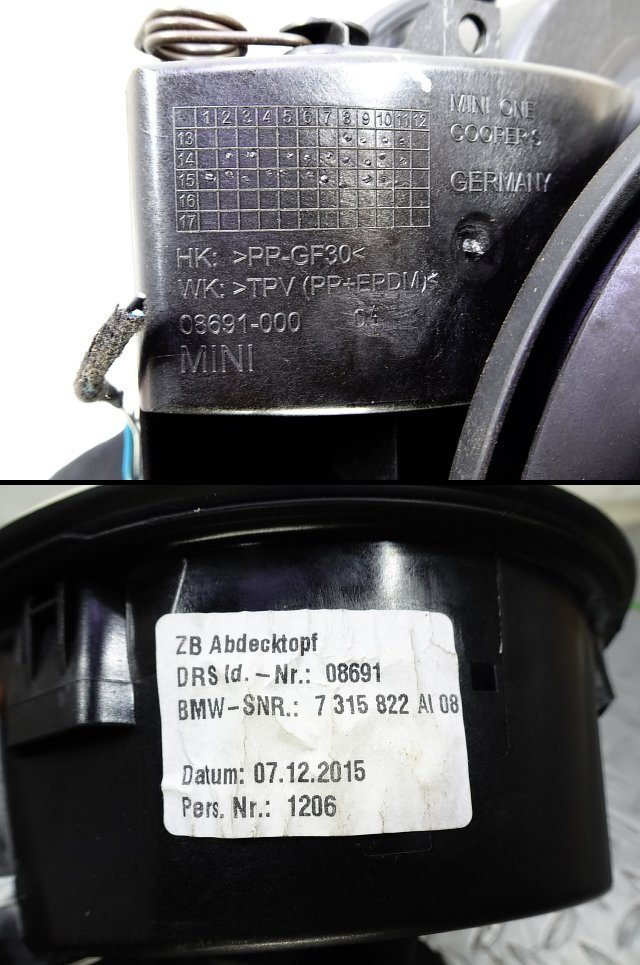 1 2 3 4 5 6 7 8 9 10 11 12
13
14
15
16
17
MINI ONE
COOPER S
GERMANY
HK: >PP-GF30<
WK: >TPV (PP+EPDM)<
08691-000 04
MINI
ZB Abdecktopf
DRS Id. -Nr.: 08691
BMW-SNR.: 7 315 822 AI 08
Datum: 07.12.2015
Pers. Nr.: 1206